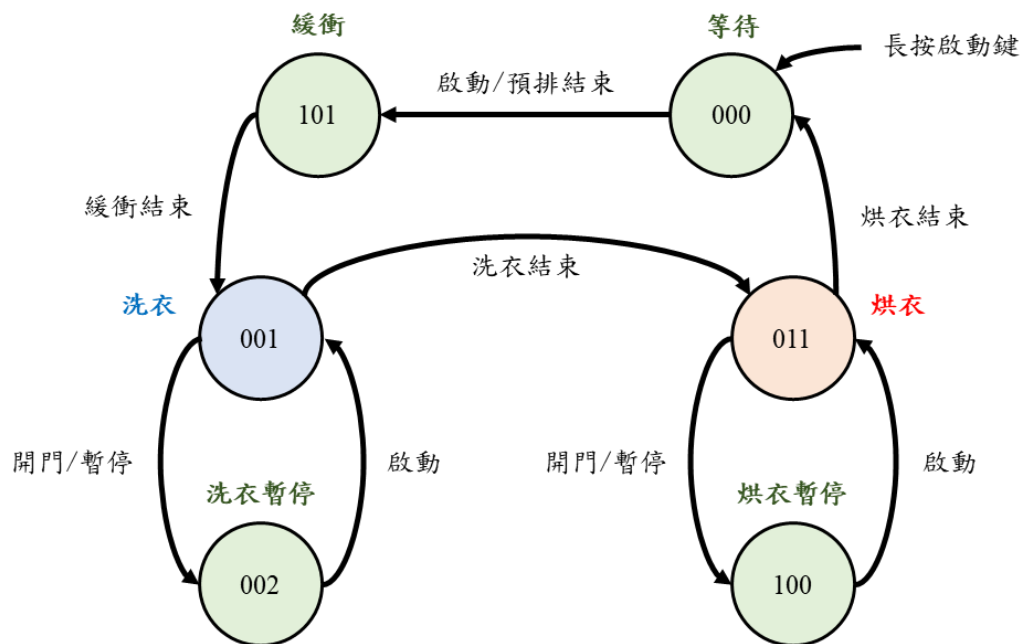 緩衝
等待
長按啟動鍵
啟動/預排結束
101
000
緩衝結束
烘衣結束
洗衣結束
洗衣
烘衣
001
011
開門/暫停
啟動
開門/暫停
啟動
洗衣暫停
烘衣暫停
002
100